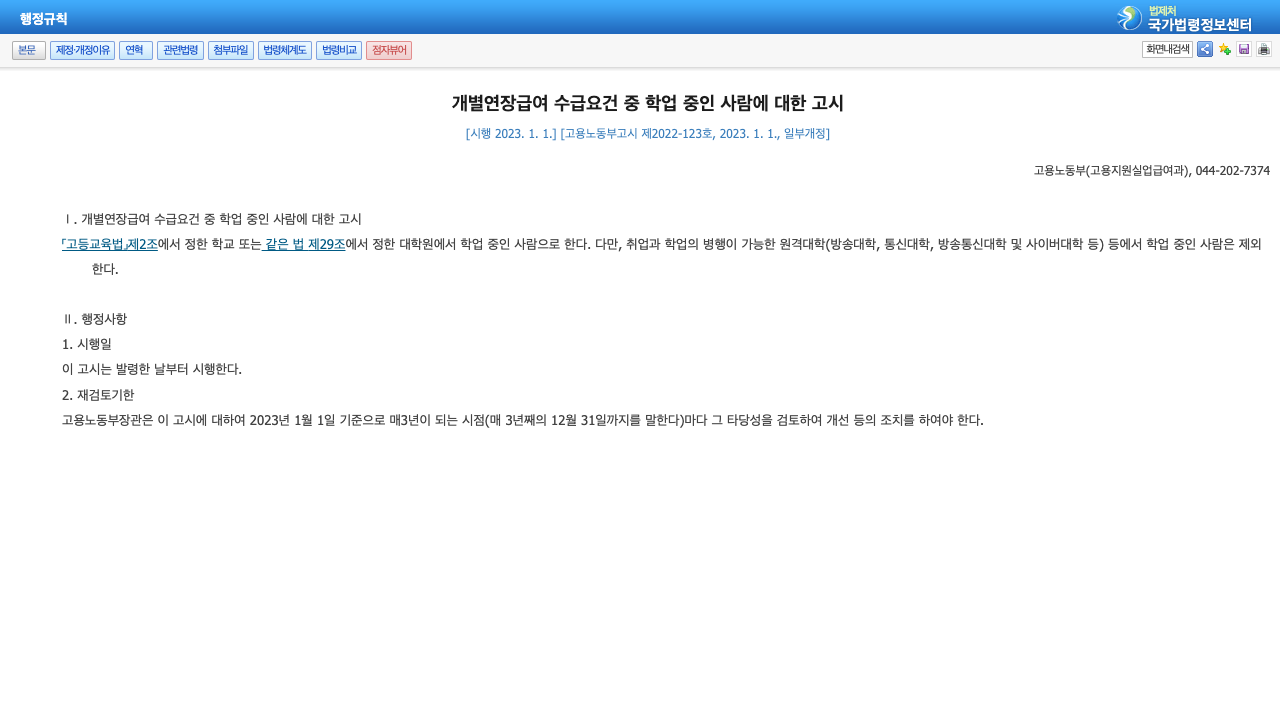 행정규칙
법제처
국가법령정보센터
본문 제정·개정이유 연혁 관련법령 첨부파일 법령체계도 법령비교 점자뷰어 화면내검색
개별연장급여 수급요건 중 학업 중인 사람에 대한 고시
[시행 2023. 1. 1.] [고용노동부고시 제2022-123호, 2023. 1. 1., 일부개정]
고용노동부(고용지원실업급여과), 044-202-7374
Ⅰ. 개별연장급여 수급요건 중 학업 중인 사람에 대한 고시
「고등교육법」제2조에서 정한 학교 또는 같은 법 제29조에서 정한 대학원에서 학업 중인 사람으로 한다. 다만, 취업과 학업의 병행이 가능한 원격대학(방송대학, 통신대학, 방송통신대학 및 사이버대학 등) 등에서 학업 중인 사람은 제외
한다.
Ⅱ. 행정사항
1. 시행일
이 고시는 발령한 날부터 시행한다.
2. 재검토기한
고용노동부장관은 이 고시에 대하여 2023년 1월 1일 기준으로 매3년이 되는 시점(매 3년째의 12월 31일까지를 말한다)마다 그 타당성을 검토하여 개선 등의 조치를 하여야 한다.